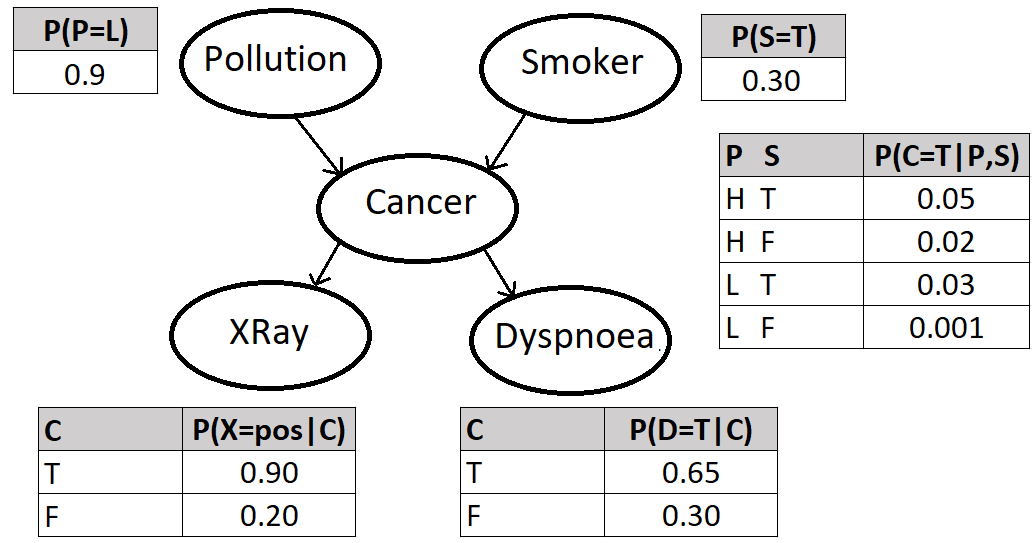 P(P=L)
0.9
Pollution
Smoker
P(S=T)
0.30
P S P(C=T|P,S)
H T 0.05
H F 0.02
L T 0.03
L F 0.001
Cancer
XRay
Dyspnoea
C P(X=pos|C)
T 0.90
F 0.20
C P(D=T|C)
T 0.65
F 0.30